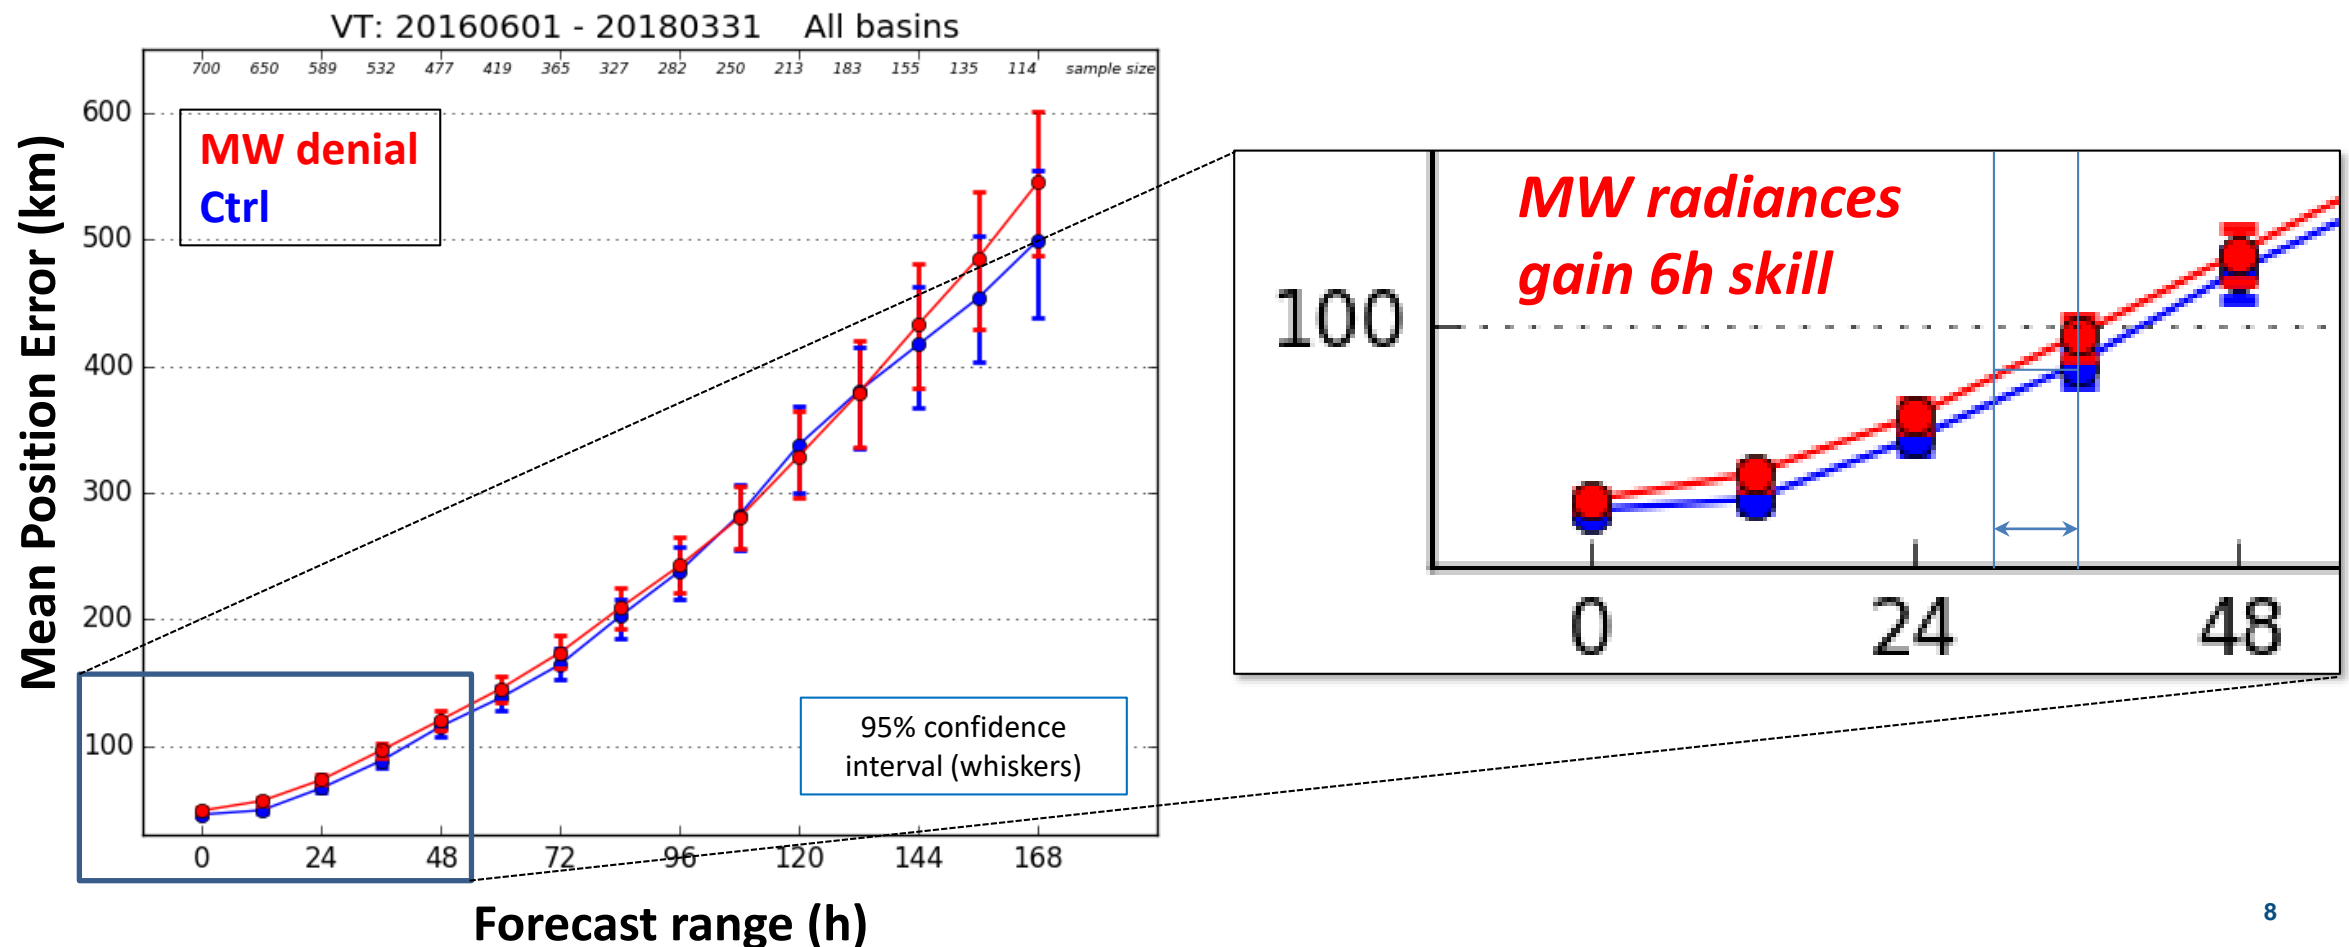 VT: 20160601 - 20180331 All basins
700 650 589 532 477 419 365 327 282 250 213 183 155 135 114 sample size
600
500
400
300
200
100
Mean Position Error (km)
MW denial
Ctrl
95% confidence
interval (whiskers)
0 24 48 72 96 120 144 168
Forecast range (h)
MW radiances
gain 6h skill
100
0 24 48
8